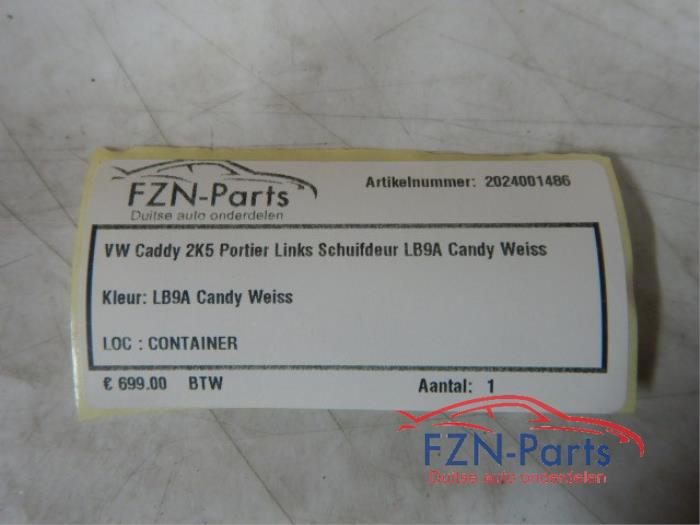 FZN-Parts
Duitse auto onderdelen
Artikelnummer: 2024001486
VW Caddy 2K5 Portier Links Schuifdeur LB9A Candy Weiss
Kleur: LB9A Candy Weiss
LOC : CONTAINER
€ 699.00 BTW
Aantal: 1
FZN-Parts
Duitse auto onderdelen